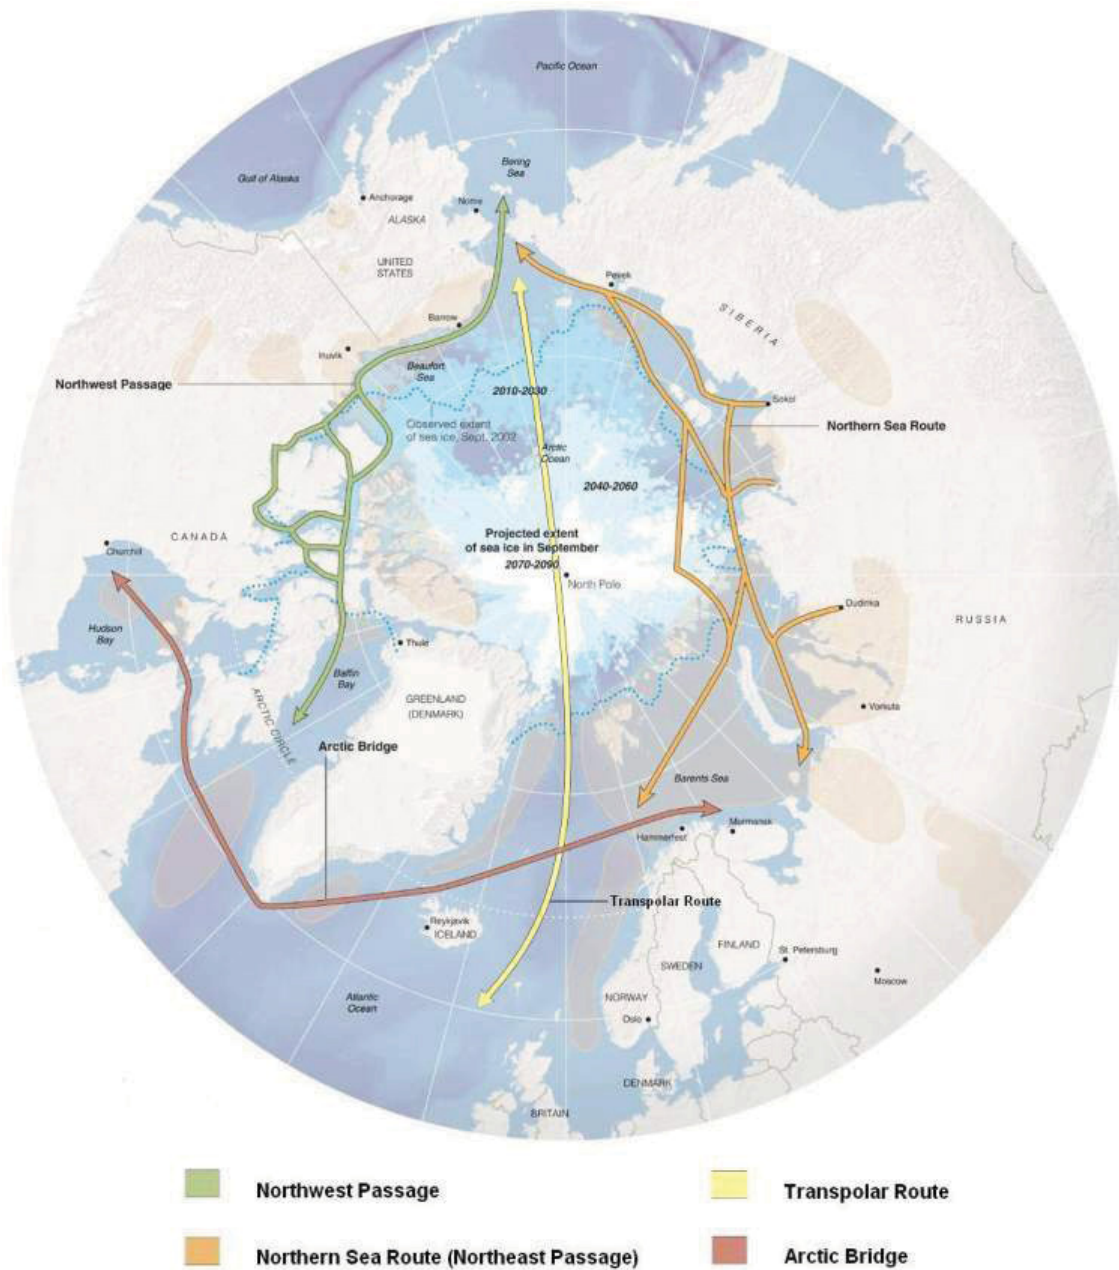 Pacific Ocean
Bering
Sea
Gulf of Alaska
Anchorage
Nome
ALASKA
UNITED
STATES
Pevek
SIBERIA
Barrow
Inuvik
Beaufort
Sea
Northwest Passage
2010-2030
Sokol
Observed extent
of sea ice, Sept. 2002
Northern Sea Route
Arctic
Ocean
2040-2060
CANADA
Projected extent
of sea ice in September
2070-2090
Churchill
North Pole
Dudinka
RUSSIA
Hudson
Bay
Thule
Baffin
Bay
GREENLAND
(DENMARK)
Vorkuta
ARCTIC CIRCLE
Arctic Bridge
Barents Sea
Hammerfest
Murmansk
Transpolar Route
Reykjavik
ICELAND
FINLAND
St. Petersburg
SWEDEN
Moscow
Atlantic
Ocean
NORWAY
Oslo
DENMARK
BRITAIN
Northwest Passage
Transpolar Route
Northern Sea Route (Northeast Passage)
Arctic Bridge